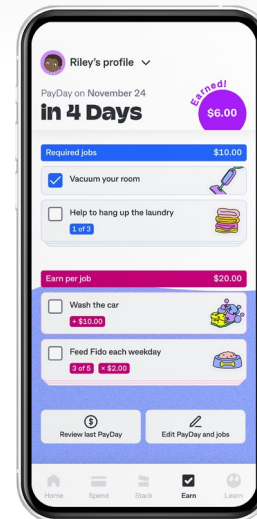 Riley's profile
PayDay on November 24
in 4 Days
Earned!
$6.00
Required jobs $10.00
Vacuum your room
Help to hang up the laundry
1 of 3
Earn per job $20.00
Wash the car
+ $10.00
Feed Fido each weekday
3 of 5 × $2.00
Review last PayDay Edit PayDay and jobs
Home Spend Stack Earn Learn